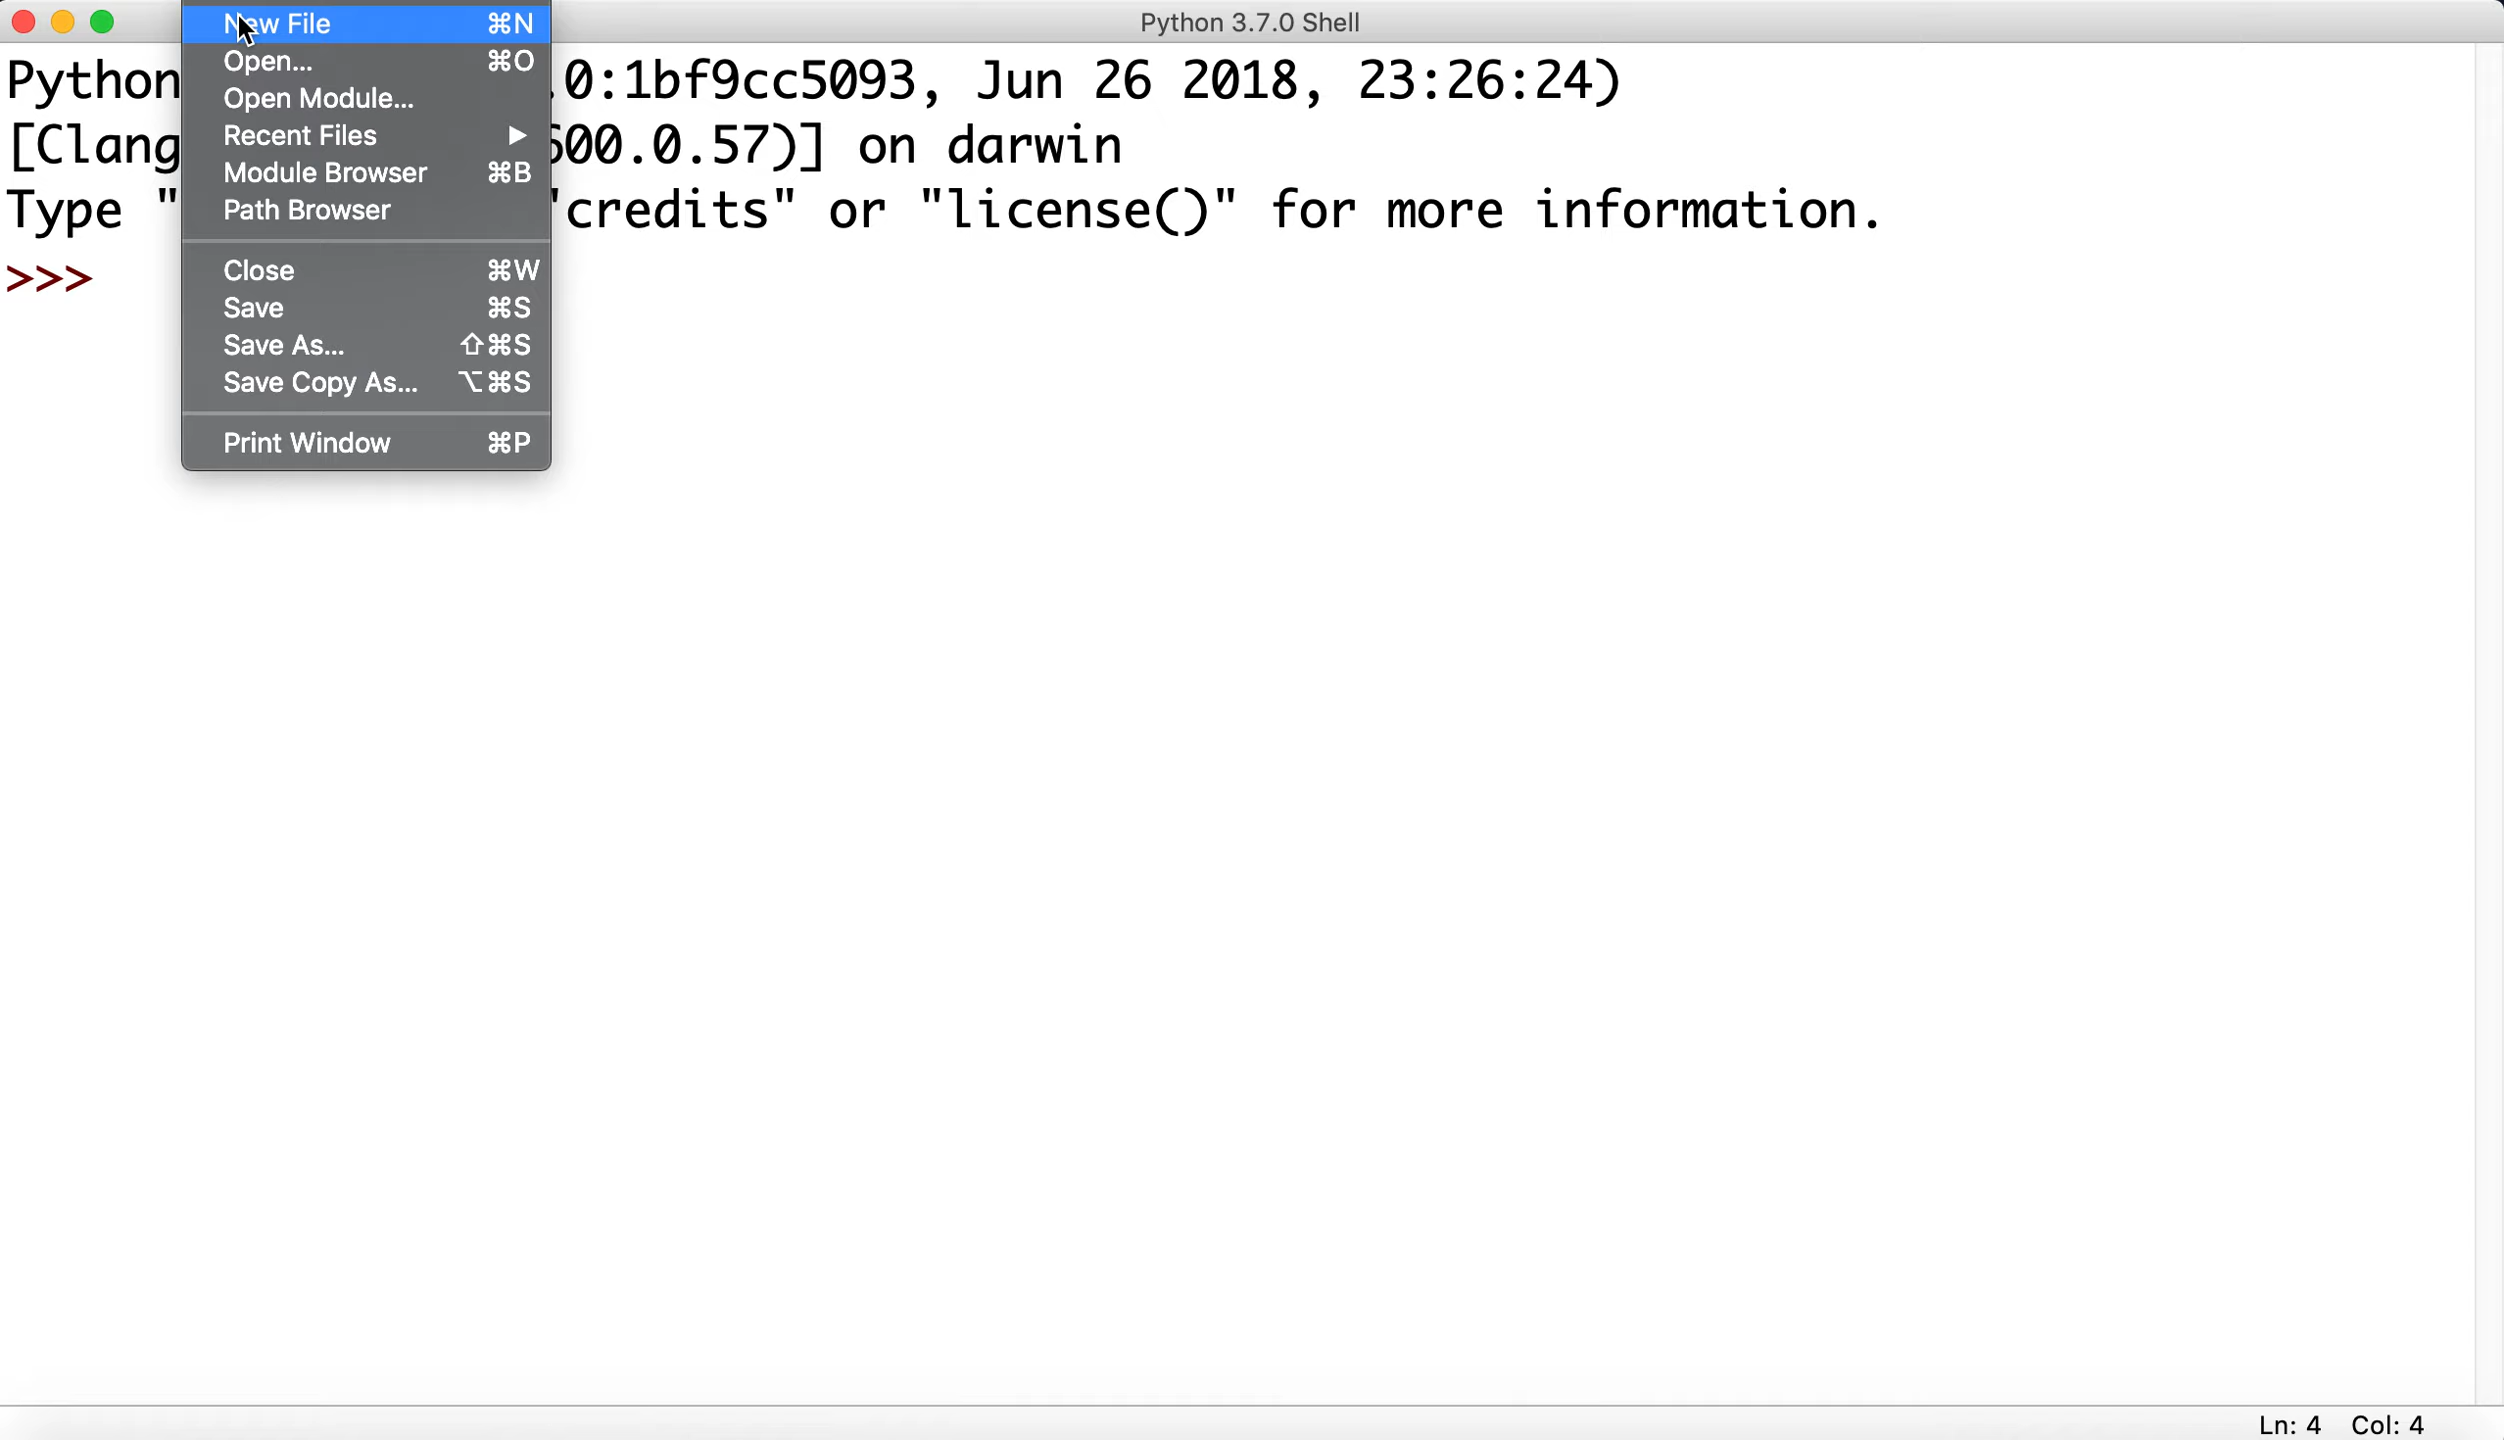 Python 3.7.0 Shell
New File ⌘N
Open... ⌘O
Open Module... 
Recent Files ▶
Module Browser ⌘B
Path Browser
Close ⌘W
Save ⌘S
Save As... ⇧⌘S
Save Copy As... ⌥⌘S
Print Window ⌘P
Python .0:1bf9cc5093, Jun 26 2018, 23:26:24)
[Clang 600.0.57)] on darwin
Type " "credits" or "license()" for more information.
>>>
Ln: 4 Col: 4